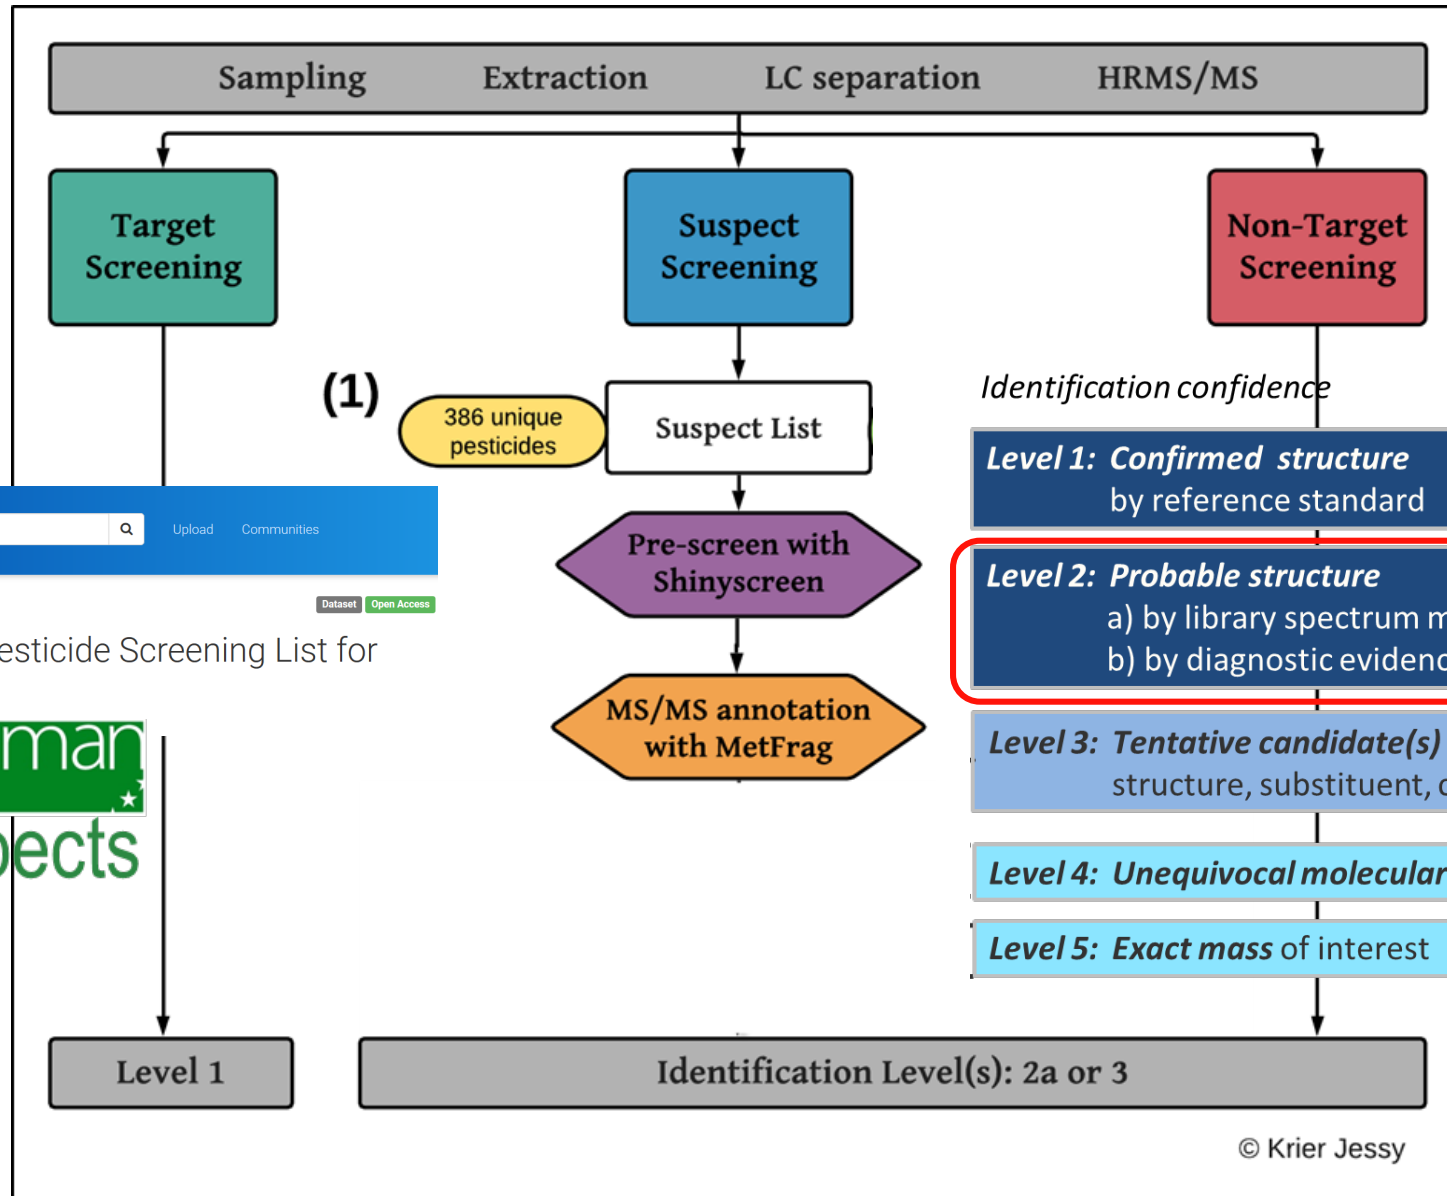 Sampling Extraction LC separation HRMS/MS
Target
Screening
Suspect
Screening
Non-Target
Screening
(1)
386 unique
pesticides
Suspect List
Identification confidence
Level 1: Confirmed structure
by reference standard
Upload Communities
Pre-screen with
Shinyscreen
Level 2: Probable structure
a) by library spectrum m
b) by diagnostic evidenc
Dataset Open Access
esticide Screening List for
MS/MS annotation
with MetFrag
man
pects
Level 3: Tentative candidate(s)
structure, substituent, c
Level 4: Unequivocal molecular
Level 5: Exact mass of interest
Level 1
Identification Level(s): 2a or 3
© Krier Jessy